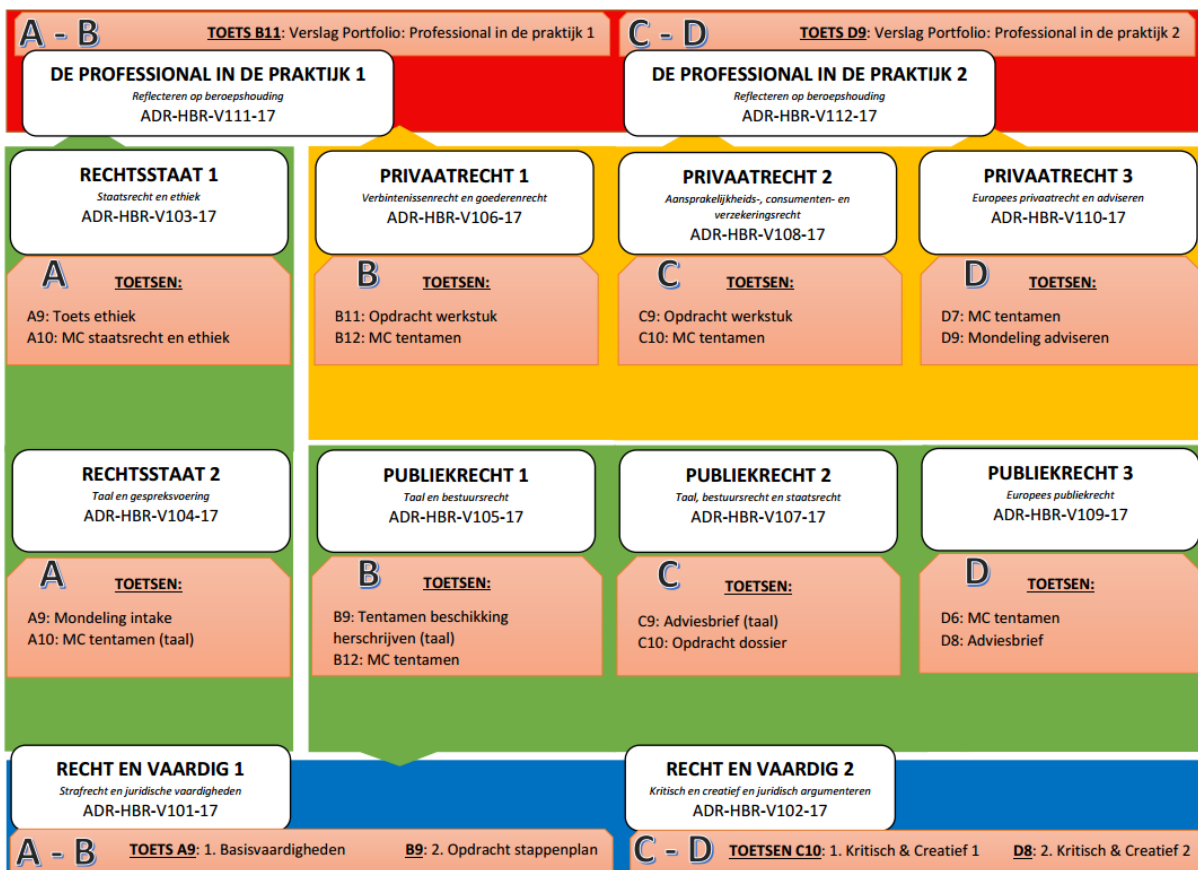 A - B
TOETS B11: Verslag Portfolio: Professional in de praktijk 1
C - D
TOETS D9: Verslag Portfolio: Professional in de praktijk 2
DE PROFESSIONAL IN DE PRAKTIJK 1
Reflecteren op beroepshouding
ADR-HBR-V111-17
DE PROFESSIONAL IN DE PRAKTIJK 2
Reflecteren op beroepshouding
ADR-HBR-V112-17
RECHTSSTAAT 1
Staatsrecht en ethiek
ADR-HBR-V103-17
PRIVAATRECHT 1
Verbintenissenrecht en goederenrecht
ADR-HBR-V106-17
PRIVAATRECHT 2
Aansprakelijkheids-, consumenten- en
verzekeringsrecht
ADR-HBR-V108-17
PRIVAATRECHT 3
Europees privaatrecht en adviseren
ADR-HBR-V110-17
A
TOETSEN:
A9: Toets ethiek
A10: MC staatsrecht en ethiek
B
TOETSEN:
B11: Opdracht werkstuk
B12: MC tentamen
C
TOETSEN:
C9: Opdracht werkstuk
C10: MC tentamen
D
TOETSEN:
D7: MC tentamen
D9: Mondeling adviseren
RECHTSSTAAT 2
Taal en gespreksvoering
ADR-HBR-V104-17
PUBLIEKRECHT 1
Taal en bestuursrecht
ADR-HBR-V105-17
PUBLIEKRECHT 2
Taal, bestuursrecht en staatsrecht
ADR-HBR-V107-17
PUBLIEKRECHT 3
Europees publiekrecht
ADR-HBR-V109-17
A
TOETSEN:
A9: Mondeling intake
A10: MC tentamen (taal)
B
TOETSEN:
B9: Tentamen beschikking
herschrijven (taal)
B12: MC tentamen
C
TOETSEN:
C9: Adviesbrief (taal)
C10: Opdracht dossier
D
TOETSEN:
D6: MC tentamen
D8: Adviesbrief
RECHT EN VAARDIG 1
Strafrecht en juridische vaardigheden
ADR-HBR-V101-17
RECHT EN VAARDIG 2
Kritisch en creatief en juridisch argumenteren
ADR-HBR-V102-17
A - B
TOETS A9: 1. Basisvaardigheden
B9: 2. Opdracht stappenplan
C - D
TOETSEN C10: 1. Kritisch & Creatief 1
D8: 2. Kritisch & Creatief 2